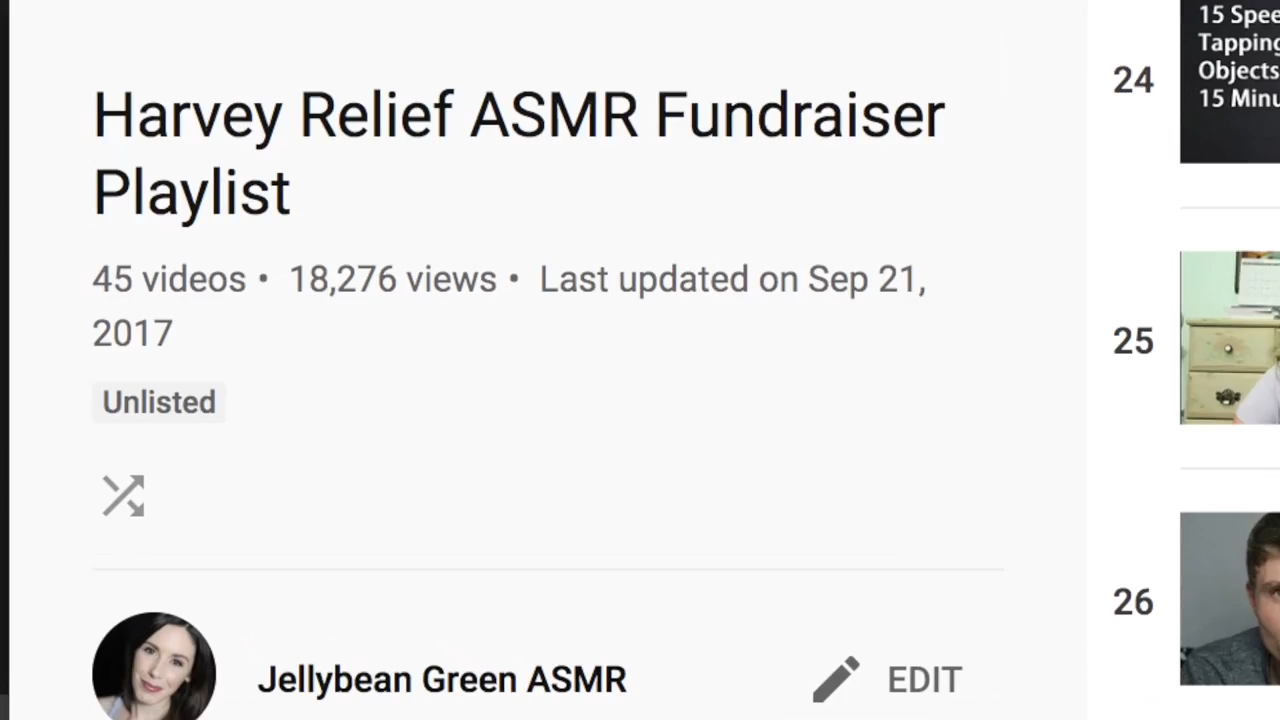 Harvey Relief ASMR Fundraiser
Playlist
45 videos • 18,276 views • Last updated on Sep 21,
2017
Unlisted
Jellybean Green ASMR
EDIT
24
15 Spee
Tapping
Objects
15 Minu
25
26